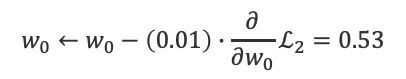 w₀ ← w₀ − (0.01) · ∂/∂w₀ ℒ₂ = 0.53